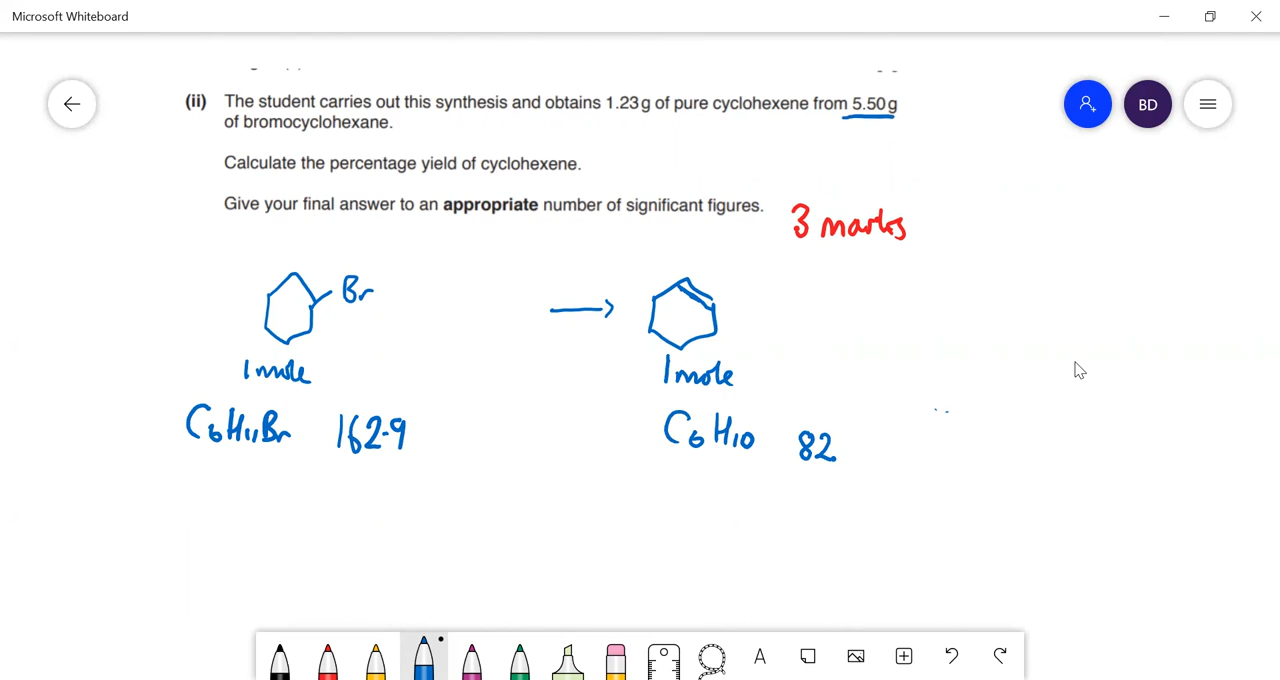 Microsoft Whiteboard
BD
(ii) The student carries out this synthesis and obtains 1.23 g of pure cyclohexene from 5.50 g
of bromocyclohexane.
Calculate the percentage yield of cyclohexene.
Give your final answer to an appropriate number of significant figures.
3 marks
Br
1 mole 1 mole
C6H11Br 162.9 C6H10 82
A